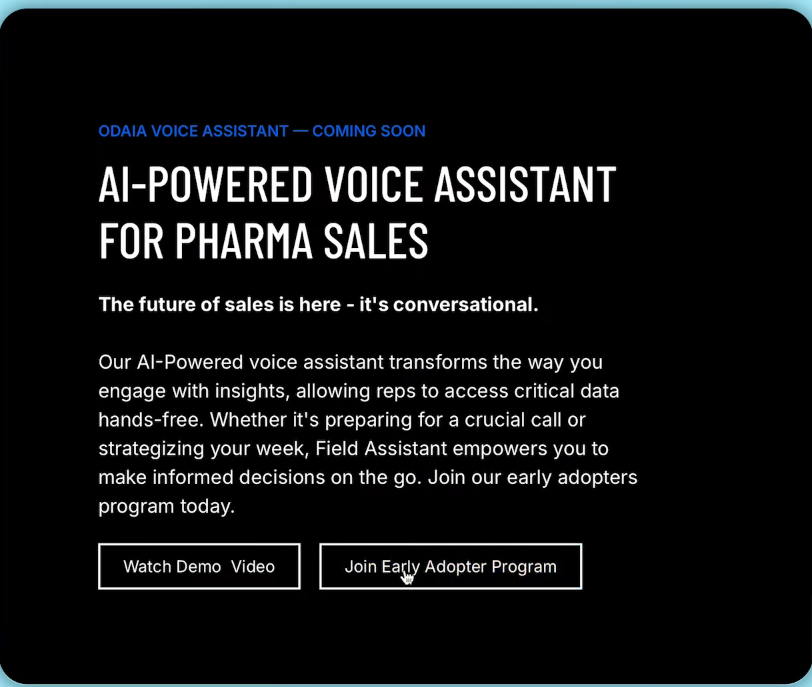 ODAIA VOICE ASSISTANT — COMING SOON
AI-POWERED VOICE ASSISTANT
FOR PHARMA SALES
The future of sales is here - it's conversational.
Our AI-Powered voice assistant transforms the way you
engage with insights, allowing reps to access critical data
hands-free. Whether it's preparing for a crucial call or
strategizing your week, Field Assistant empowers you to
make informed decisions on the go. Join our early adopters
program today.
Watch Demo  Video
Join Early Adopter Program